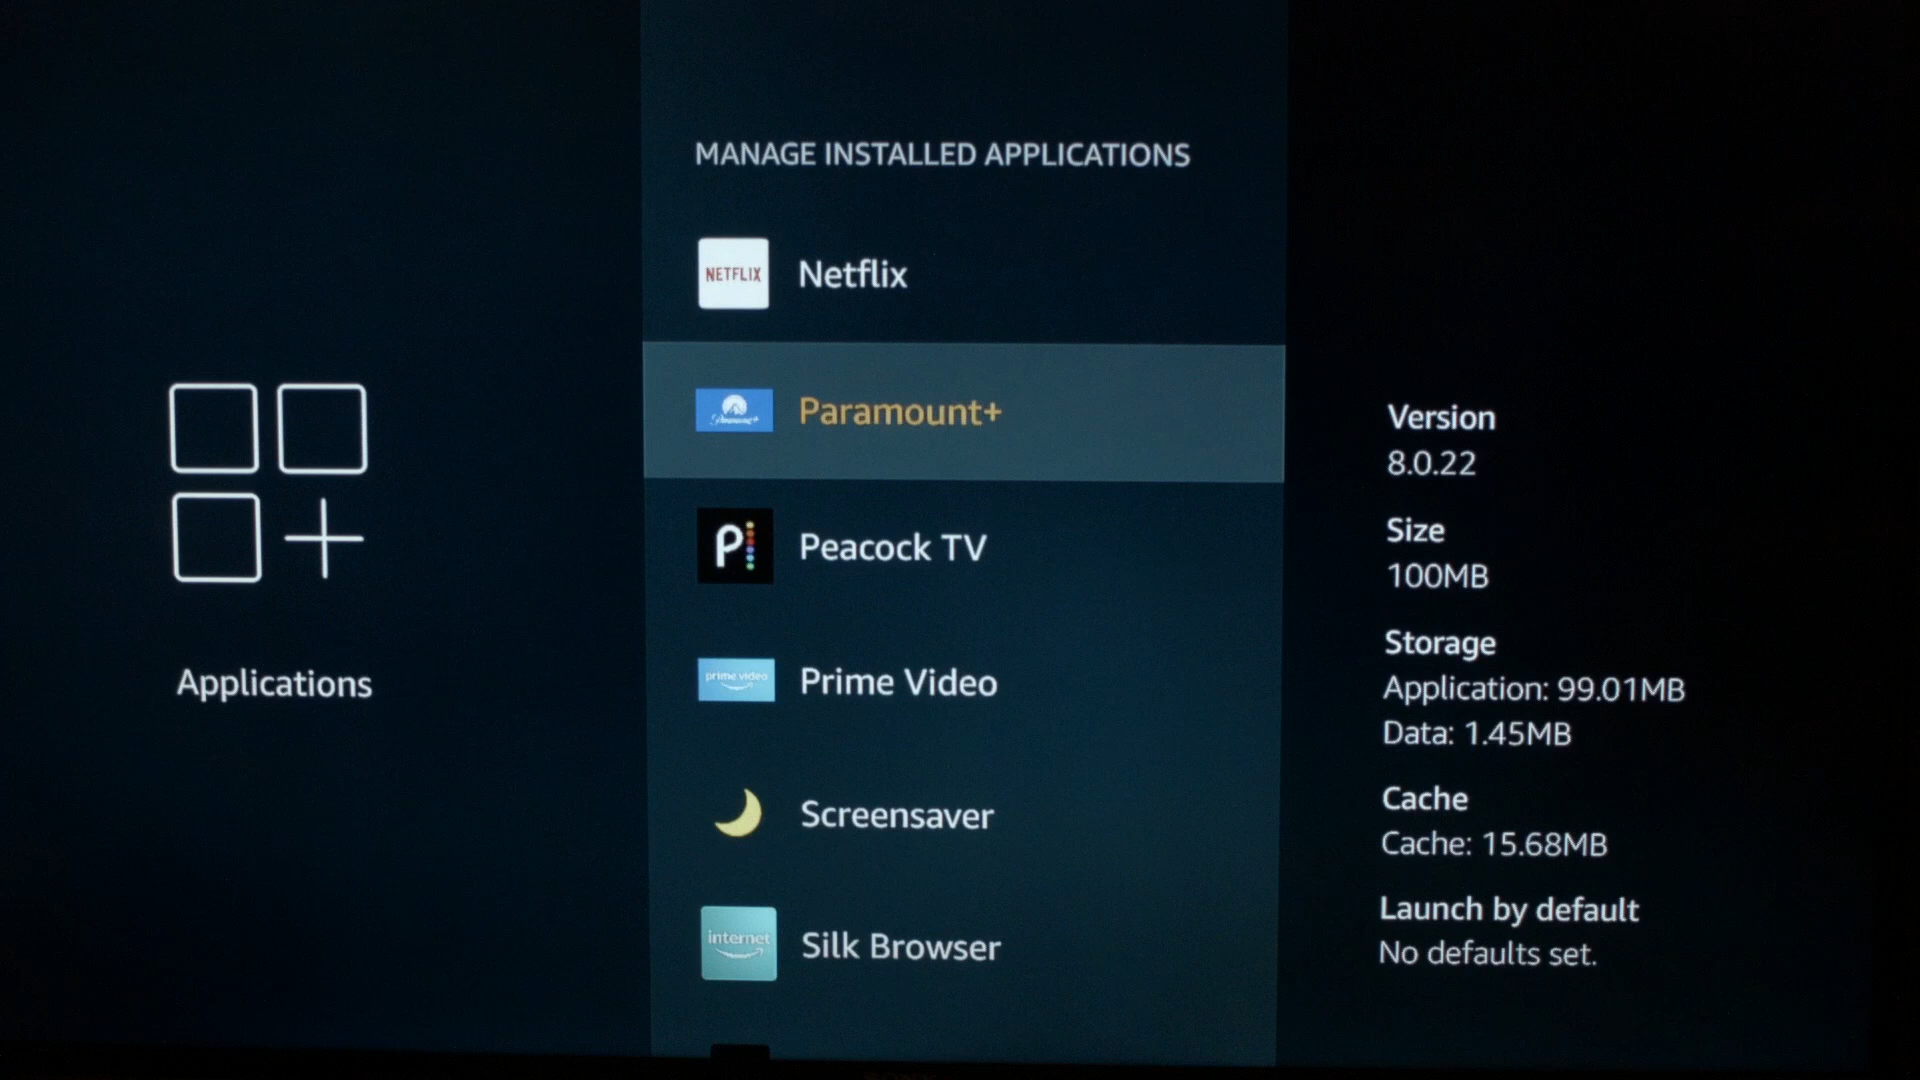 MANAGE INSTALLED APPLICATIONS
NETFLIX
Netflix
Paramount+
Paramount+
Peacock TV
prime video
Prime Video
Screensaver
internet
Silk Browser
Applications
Version
8.0.22
Size
100MB
Storage
Application: 99.01MB
Data: 1.45MB
Cache
Cache: 15.68MB
Launch by default
No defaults set.